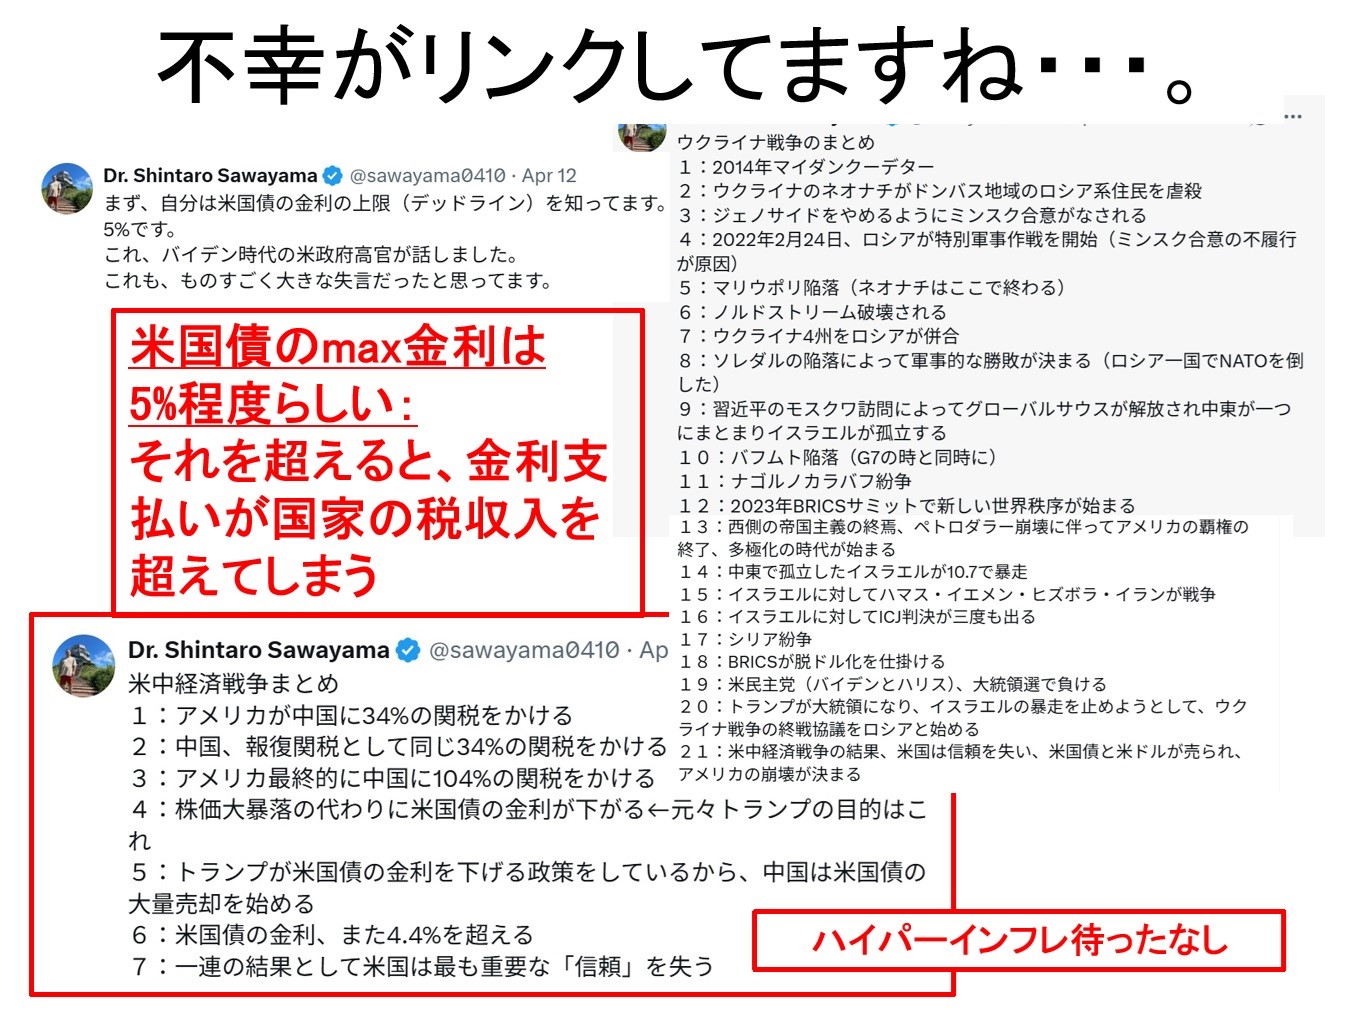 不幸がリンクしてますね・・・。
Dr. Shintaro Sawayama @sawayama0410 · Apr 12
まず、自分は米国債の金利の上限（デッドライン）を知ってます。
5%です。
これ、バイデン時代の米政府高官が話しました。
これも、ものすごく大きな失言だったと思ってます。
米国債のmax金利は
5%程度らしい：
それを超えると、金利支
払いが国家の税収入を
超えてしまう
Dr. Shintaro Sawayama @sawayama0410 · Ap
米中経済戦争まとめ
１：アメリカが中国に34%の関税をかける
２：中国、報復関税として同じ34%の関税をかける
３：アメリカ最終的に中国に104%の関税をかける
４：株価大暴落の代わりに米国債の金利が下がる←元々トランプの目的はこ
れ
５：トランプが米国債の金利を下げる政策をしているから、中国は米国債の
大量売却を始める
６：米国債の金利、また4.4%を超える
７：一連の結果として米国は最も重要な「信頼」を失う
ウクライナ戦争のまとめ
１：2014年マイダンクーデター
２：ウクライナのネオナチがドンバス地域のロシア系住民を虐殺
３：ジェノサイドをやめるようにミンスク合意がなされる
４：2022年2月24日、ロシアが特別軍事作戦を開始（ミンスク合意の不履行
が原因）
５：マリウポリ陥落（ネオナチはここで終わる）
６：ノルドストリーム破壊される
７：ウクライナ4州をロシアが併合
８：ソレダルの陥落によって軍事的な勝敗が決まる（ロシア一国でNATOを倒
した）
９：習近平のモスクワ訪問によってグローバルサウスが解放され中東が一つ
にまとまりイスラエルが孤立する
１０：バフムト陥落（G7の時と同時に）
１１：ナゴルノカラバフ紛争
１２：2023年BRICSサミットで新しい世界秩序が始まる
１３：西側の帝国主義の終焉、ペトロダラー崩壊に伴ってアメリカの覇権の
終了、多極化の時代が始まる
１４：中東で孤立したイスラエルが10.7で暴走
１５：イスラエルに対してハマス・イエメン・ヒズボラ・イランが戦争
１６：イスラエルに対してICJ判決が三度も出る
１７：シリア紛争
１８：BRICSが脱ドル化を仕掛ける
１９：米民主党（バイデンとハリス）、大統領選で負ける
２０：トランプが大統領になり、イスラエルの暴走を止めようとして、ウク
ライナ戦争の終戦協議をロシアと始める
２１：米中経済戦争の結果、米国は信頼を失い、米国債と米ドルが売られ、
アメリカの崩壊が決まる
ハイパーインフレ待ったなし